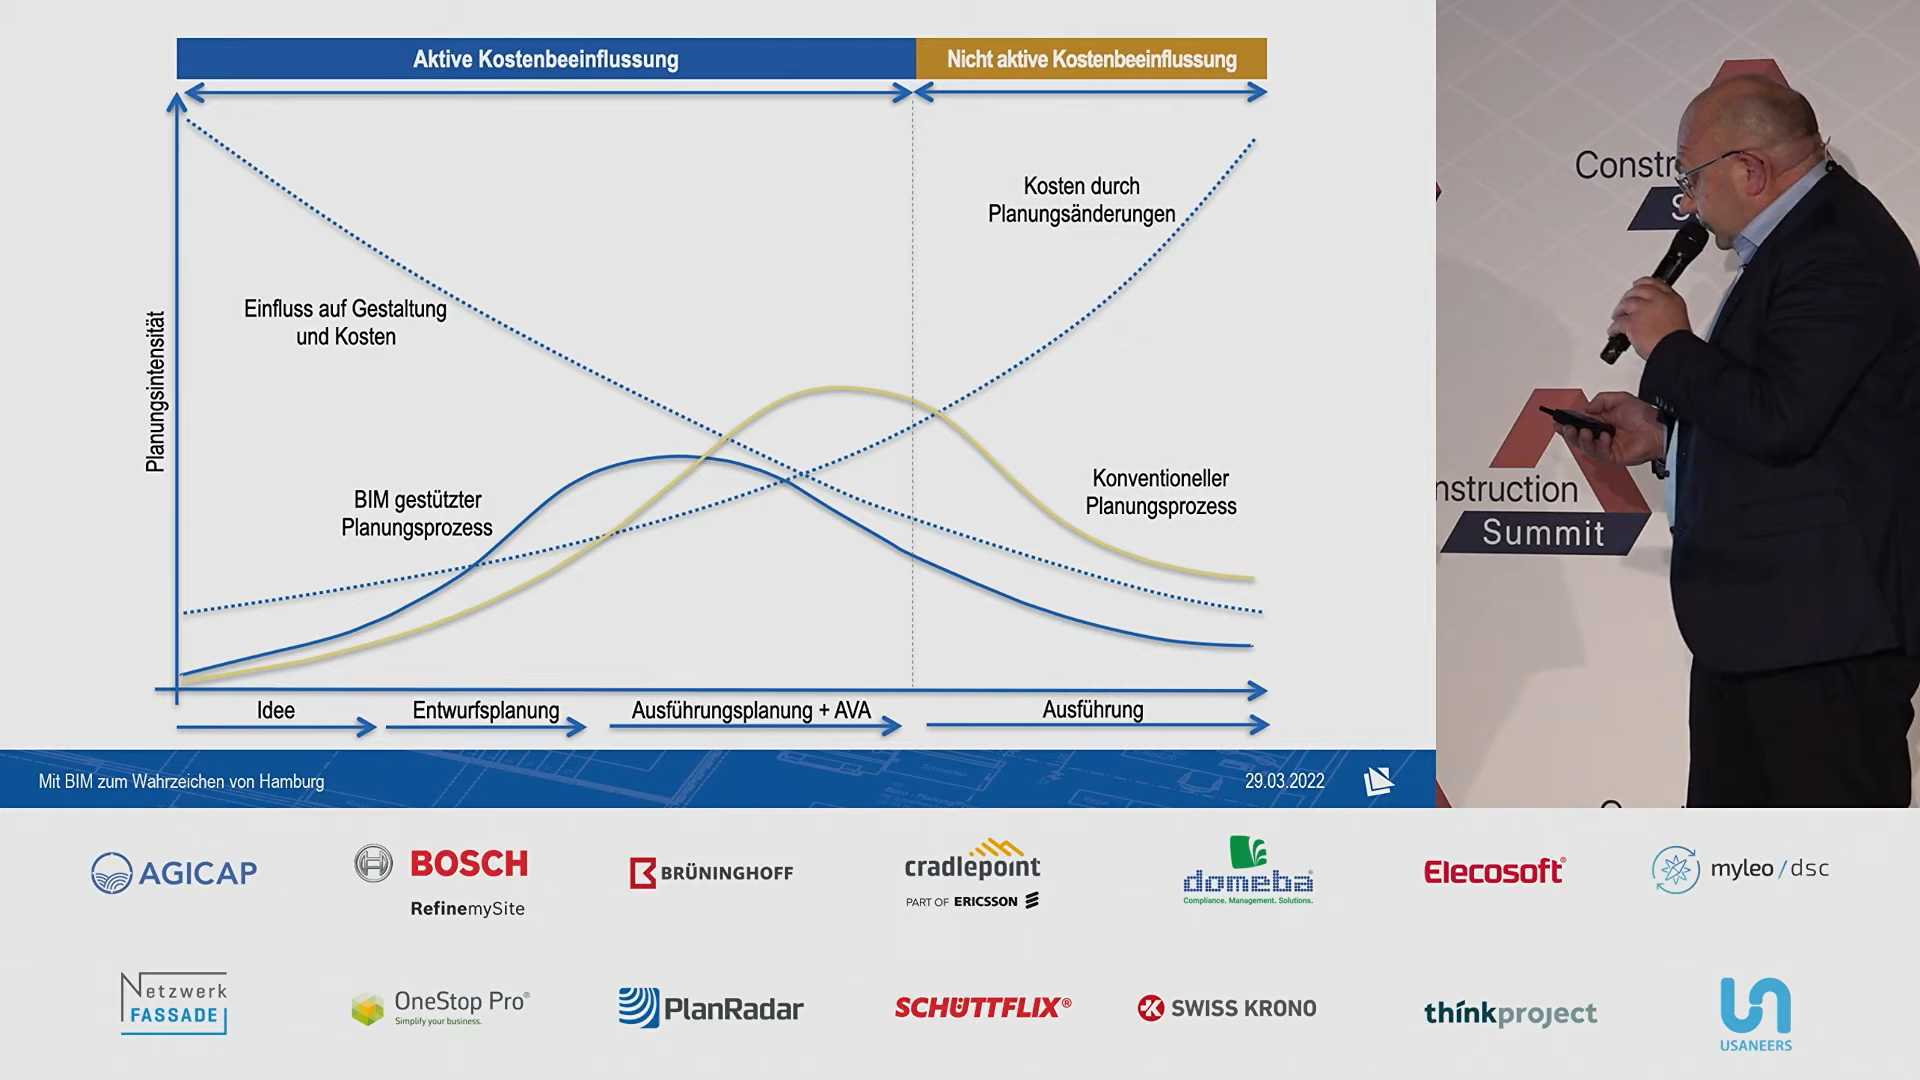 Aktive Kostenbeeinflussung
Nicht aktive Kostenbeeinflussung
Planungsintensität
Einfluss auf Gestaltung
und Kosten
Kosten durch
Planungsänderungen
BIM gestützter
Planungsprozess
Konventioneller
Planungsprozess
Idee
Entwurfsplanung
Ausführungsplanung + AVA
Ausführung
Mit BIM zum Wahrzeichen von Hamburg
29.03.2022
Constr
S
nstruction
Summit
AGICAP
BOSCH
RefinemySite
BRÜNINGHOFF
cradlepoint
PART OF ERICSSON
domeba
Compliance. Management. Solutions.
Elecosoft®
myleo / dsc
Netzwerk
FASSADE
OneStop Pro®
Simplify your business.
PlanRadar
SCHÜTTFLIX®
SWISS KRONO
thinkproject
USANEERS